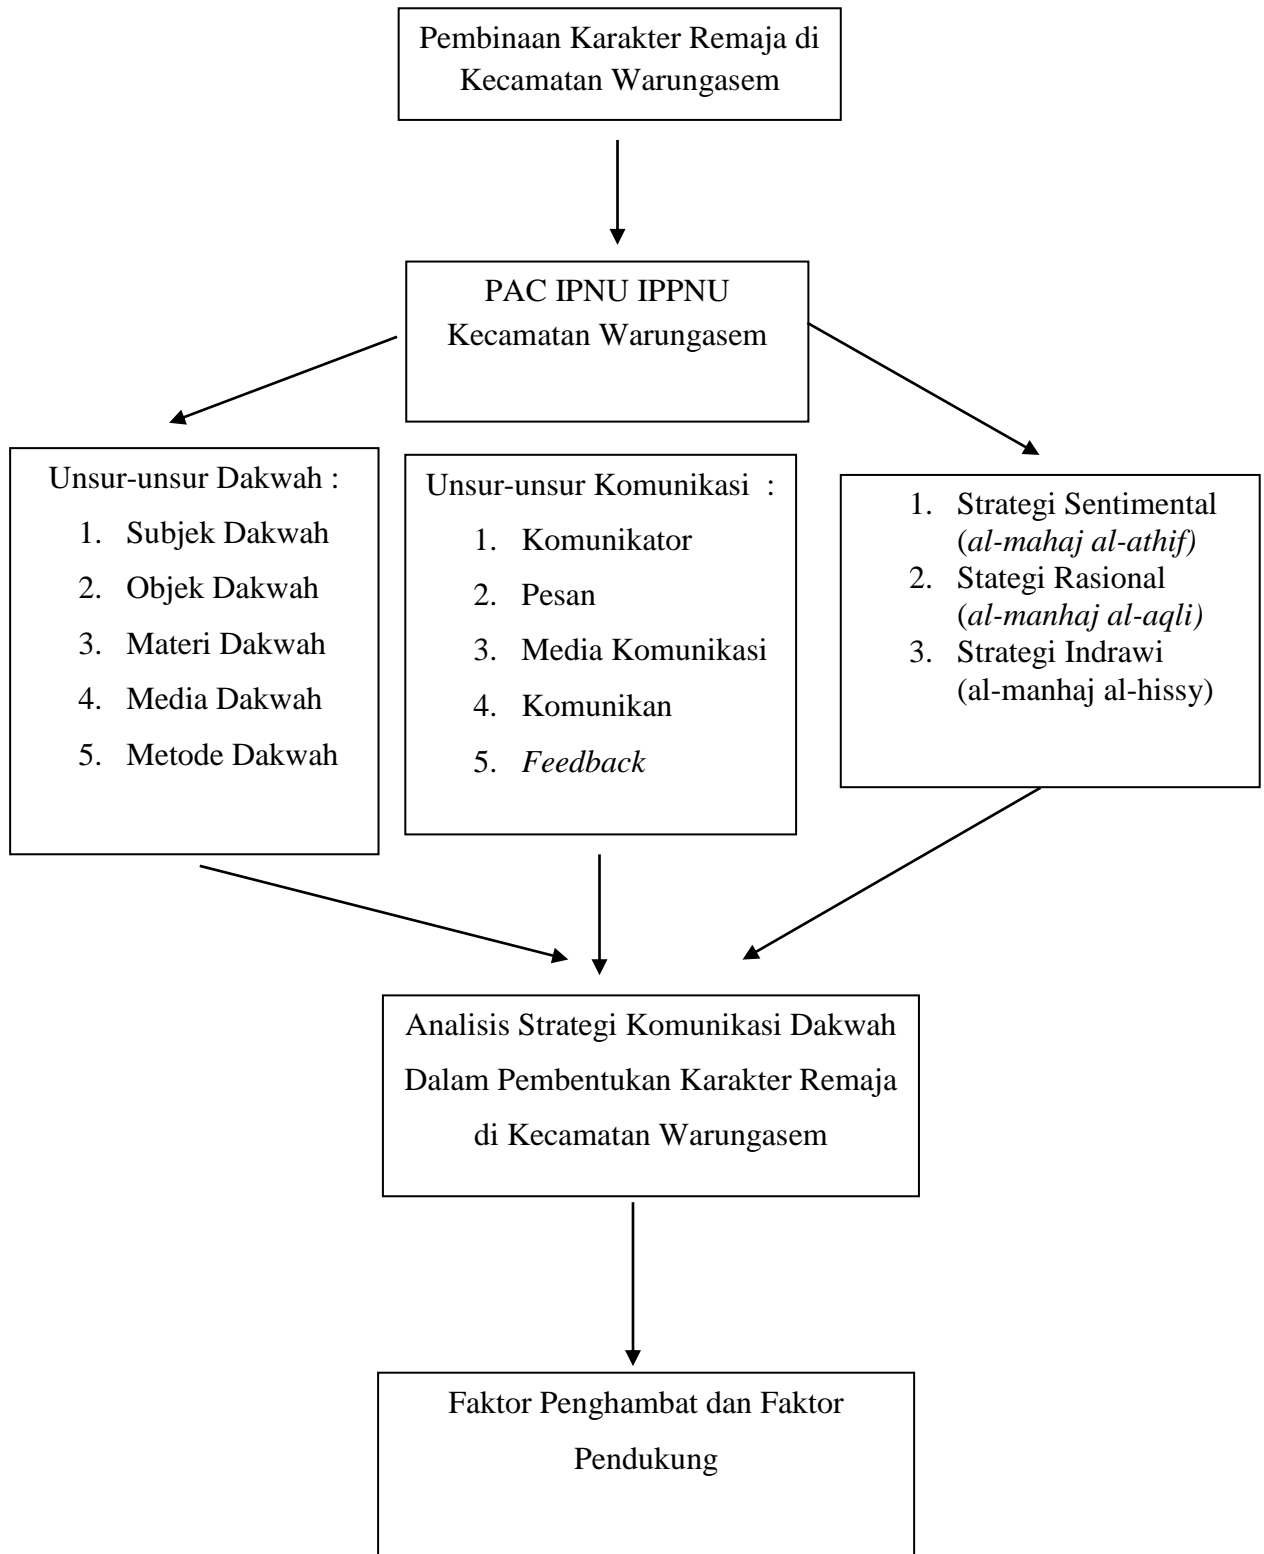 Pembinaan Karakter Remaja di
Kecamatan Warungasem
PAC IPNU IPPNU
Kecamatan Warungasem
Unsur-unsur Dakwah :
1. Subjek Dakwah
2. Objek Dakwah
3. Materi Dakwah
4. Media Dakwah
5. Metode Dakwah
Unsur-unsur Komunikasi :
1. Komunikator
2. Pesan
3. Media Komunikasi
4. Komunikan
5. Feedback
1. Strategi Sentimental
(al-mahaj al-athif)
2. Stategi Rasional
(al-manhaj al-aqli)
3. Strategi Indrawi
(al-manhaj al-hissy)
Analisis Strategi Komunikasi Dakwah
Dalam Pembentukan Karakter Remaja
di Kecamatan Warungasem
Faktor Penghambat dan Faktor
Pendukung